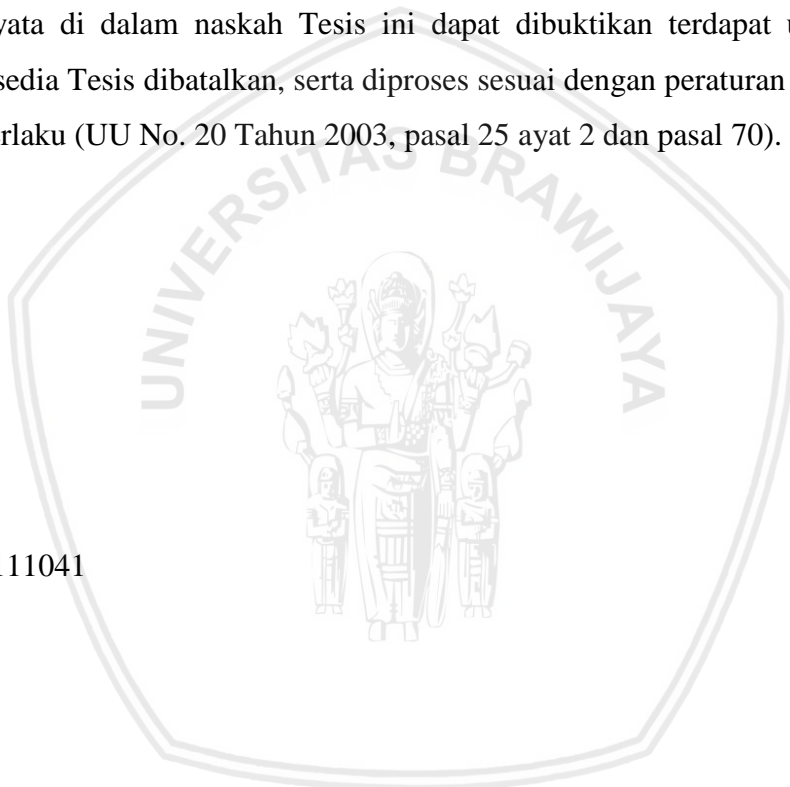 yata di dalam naskah Tesis ini dapat dibuktikan terdapat u
sedia Tesis dibatalkan, serta diproses sesuai dengan peraturan
rlaku (UU No. 20 Tahun 2003, pasal 25 ayat 2 dan pasal 70).
UNIVERSITAS BRAWIJAYA
111041